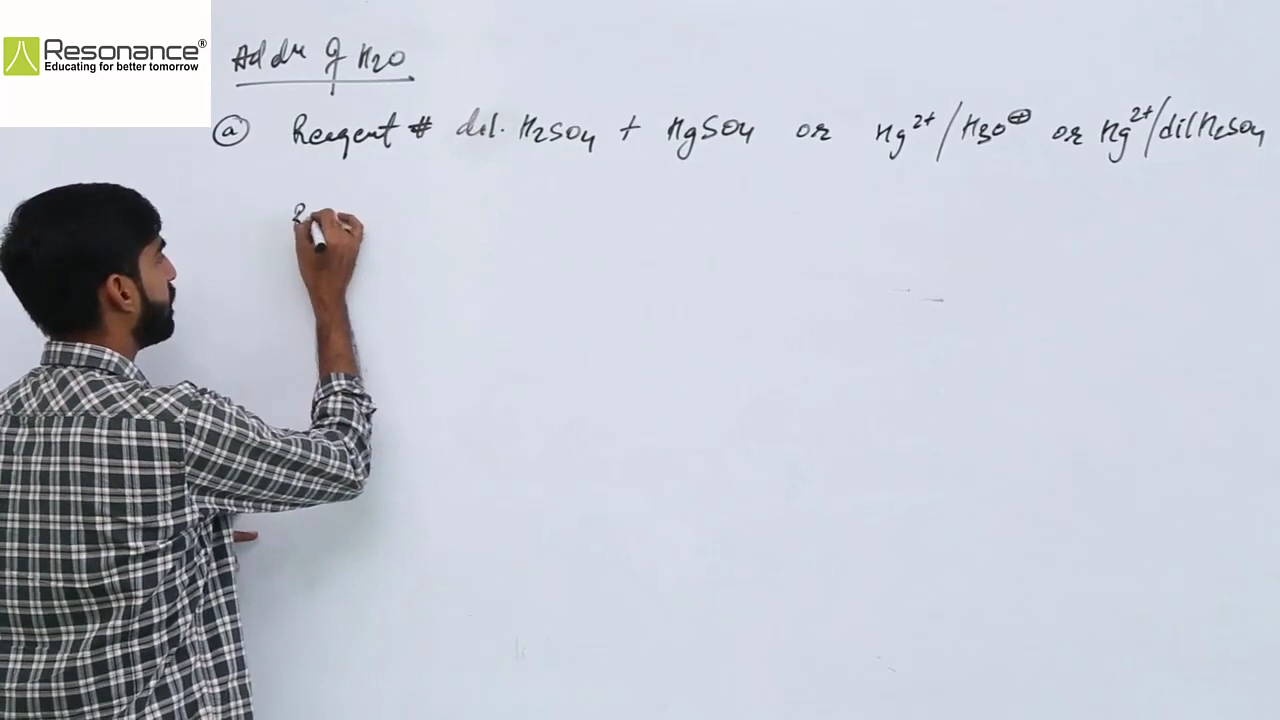 Resonance®
Educating for better tomorrow
Addn of H2O
ⓐ Reagent # dil. H2SO4 + HgSO4 or Hg²⁺/H3O⊕ or Hg²⁺/dil H2SO4
R